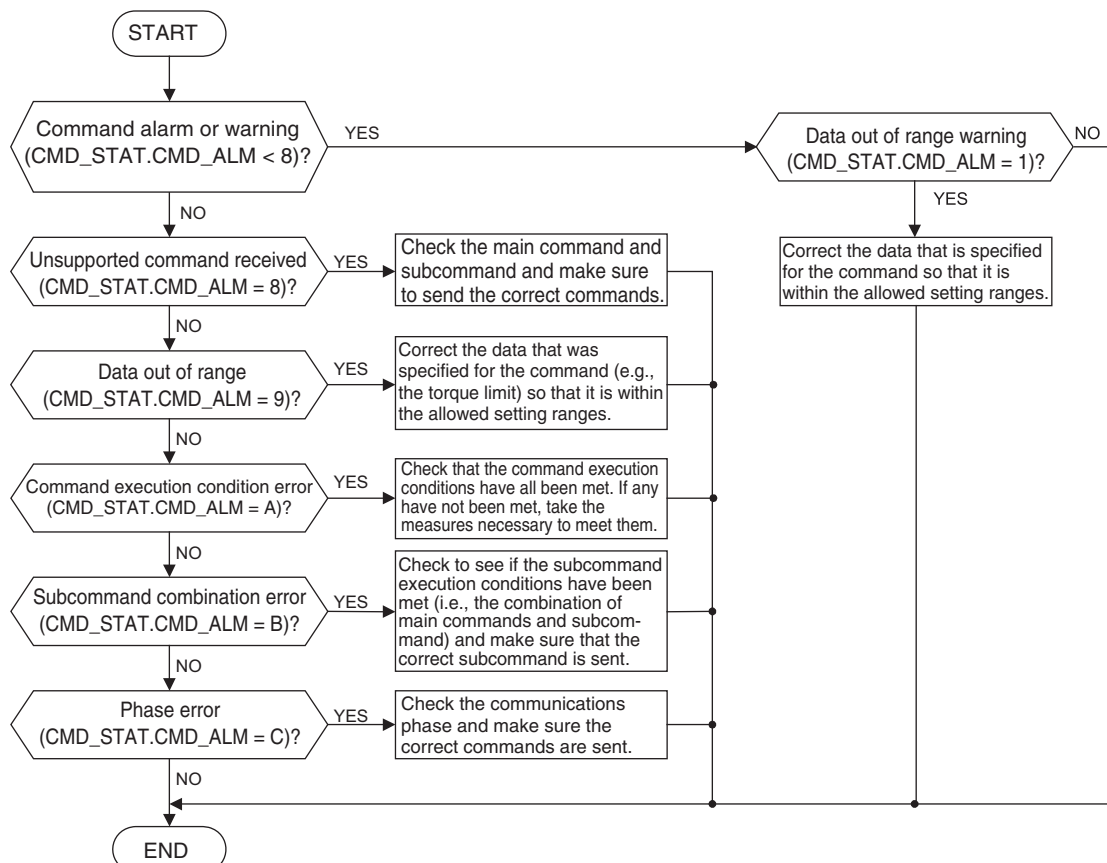 START
Command alarm or warning
(CMD_STAT.CMD_ALM < 8)?
YES
Data out of range warning
(CMD_STAT.CMD_ALM = 1)?
NO
YES
Correct the data that is specified
for the command so that it is
within the allowed setting ranges.
NO
Unsupported command received
(CMD_STAT.CMD_ALM = 8)?
YES
Check the main command and
subcommand and make sure
to send the correct commands.
NO
Data out of range
(CMD_STAT.CMD_ALM = 9)?
YES
Correct the data that was
specified for the command (e.g.,
the torque limit) so that it is within
the allowed setting ranges.
NO
Command execution condition error
(CMD_STAT.CMD_ALM = A)?
YES
Check that the command execution
conditions have all been met. If any
have not been met, take the
measures necessary to meet them.
NO
Subcommand combination error
(CMD_STAT.CMD_ALM = B)?
YES
Check to see if the subcommand
execution conditions have been
met (i.e., the combination of
main commands and subcom-
mand) and make sure that the
correct subcommand is sent.
NO
Phase error
(CMD_STAT.CMD_ALM = C)?
YES
Check the communications
phase and make sure the
correct commands are sent.
NO
END